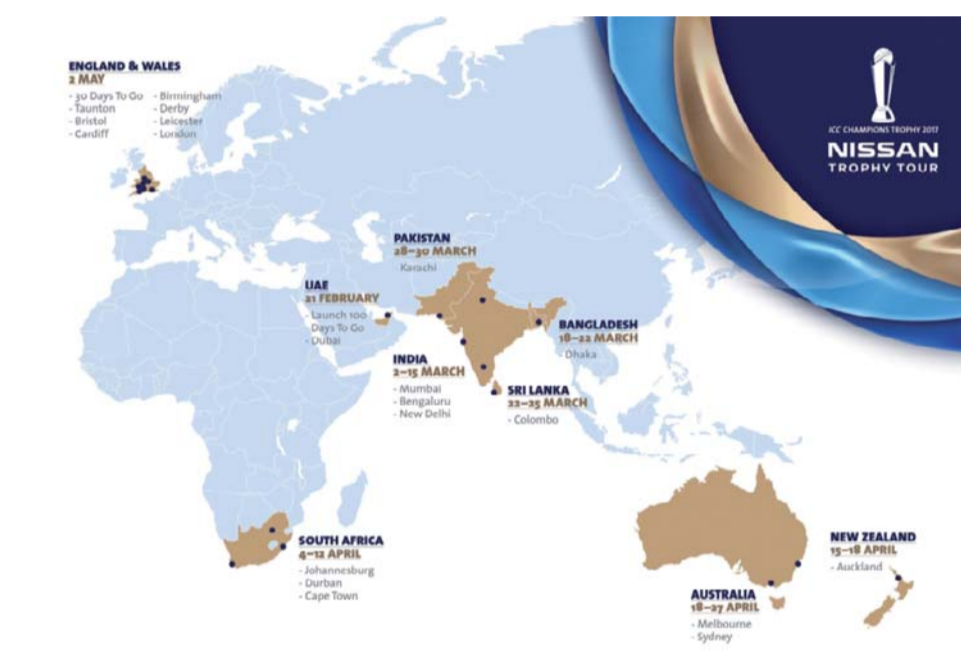 ENGLAND & WALES
2 MAY
- 30 Days To Go
- Taunton
- Bristol
- Cardiff
- Birmingham
- Derby
- Leicester
- London
ICC CHAMPIONS TROPHY 2017
NISSAN
TROPHY TOUR
PAKISTAN
28–30 MARCH
- Karachi
UAE
21 FEBRUARY
- Launch 100
Days To Go
- Dubai
BANGLADESH
18–22 MARCH
- Dhaka
INDIA
2–15 MARCH
- Mumbai
- Bengaluru
- New Delhi
SRI LANKA
22–25 MARCH
- Colombo
SOUTH AFRICA
4–12 APRIL
- Johannesburg
- Durban
- Cape Town
NEW ZEALAND
15–18 APRIL
- Auckland
AUSTRALIA
18–27 APRIL
- Melbourne
- Sydney